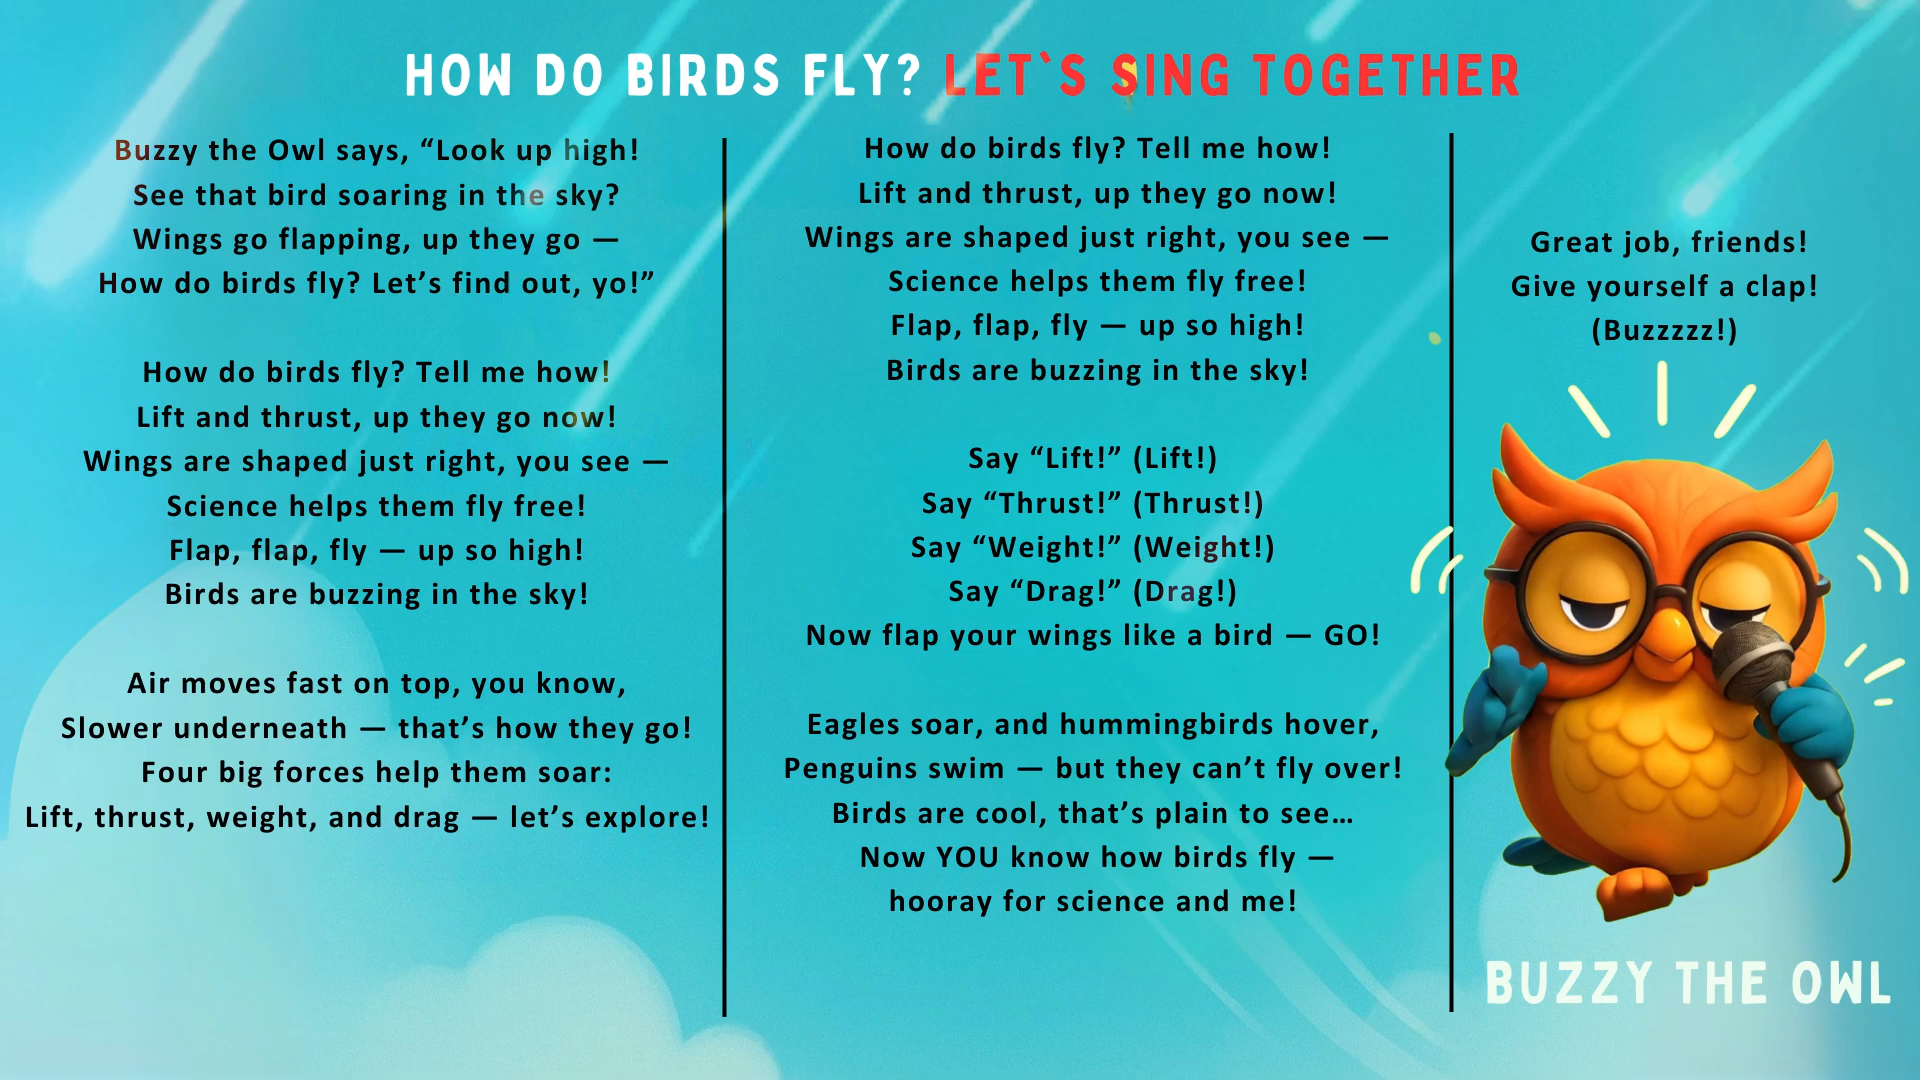 HOW DO BIRDS FLY? LET`S SING TOGETHER
Buzzy the Owl says, “Look up high!
See that bird soaring in the sky?
Wings go flapping, up they go —
How do birds fly? Let’s find out, yo!”
How do birds fly? Tell me how!
Lift and thrust, up they go now!
Wings are shaped just right, you see —
Science helps them fly free!
Flap, flap, fly — up so high!
Birds are buzzing in the sky!
Air moves fast on top, you know,
Slower underneath — that’s how they go!
Four big forces help them soar:
Lift, thrust, weight, and drag — let’s explore!
How do birds fly? Tell me how!
Lift and thrust, up they go now!
Wings are shaped just right, you see —
Science helps them fly free!
Flap, flap, fly — up so high!
Birds are buzzing in the sky!
Say “Lift!” (Lift!)
Say “Thrust!” (Thrust!)
Say “Weight!” (Weight!)
Say “Drag!” (Drag!)
Now flap your wings like a bird — GO!
Eagles soar, and hummingbirds hover,
Penguins swim — but they can’t fly over!
Birds are cool, that’s plain to see…
Now YOU know how birds fly —
hooray for science and me!
Great job, friends!
Give yourself a clap!
(Buzzzzz!)
BUZZY THE OWL